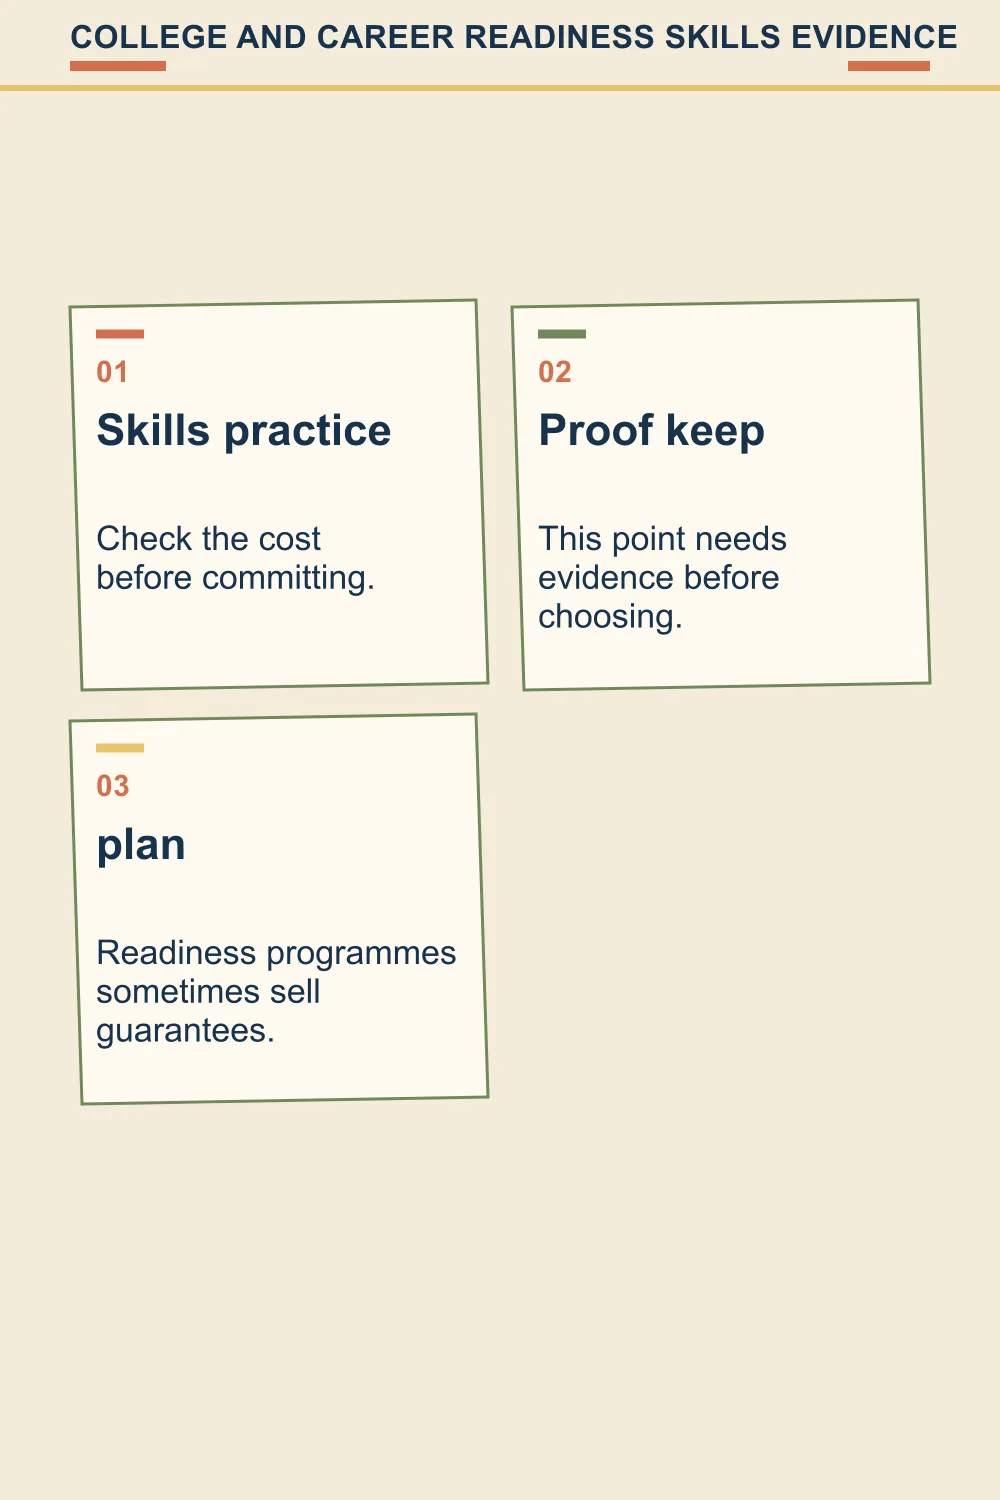 COLLEGE AND CAREER READINESS SKILLS EVIDENCE
01
Skills practice
Check the cost
before committing.
02
Proof keep
This point needs
evidence before
choosing.
03
plan
Readiness programmes
sometimes sell
guarantees.